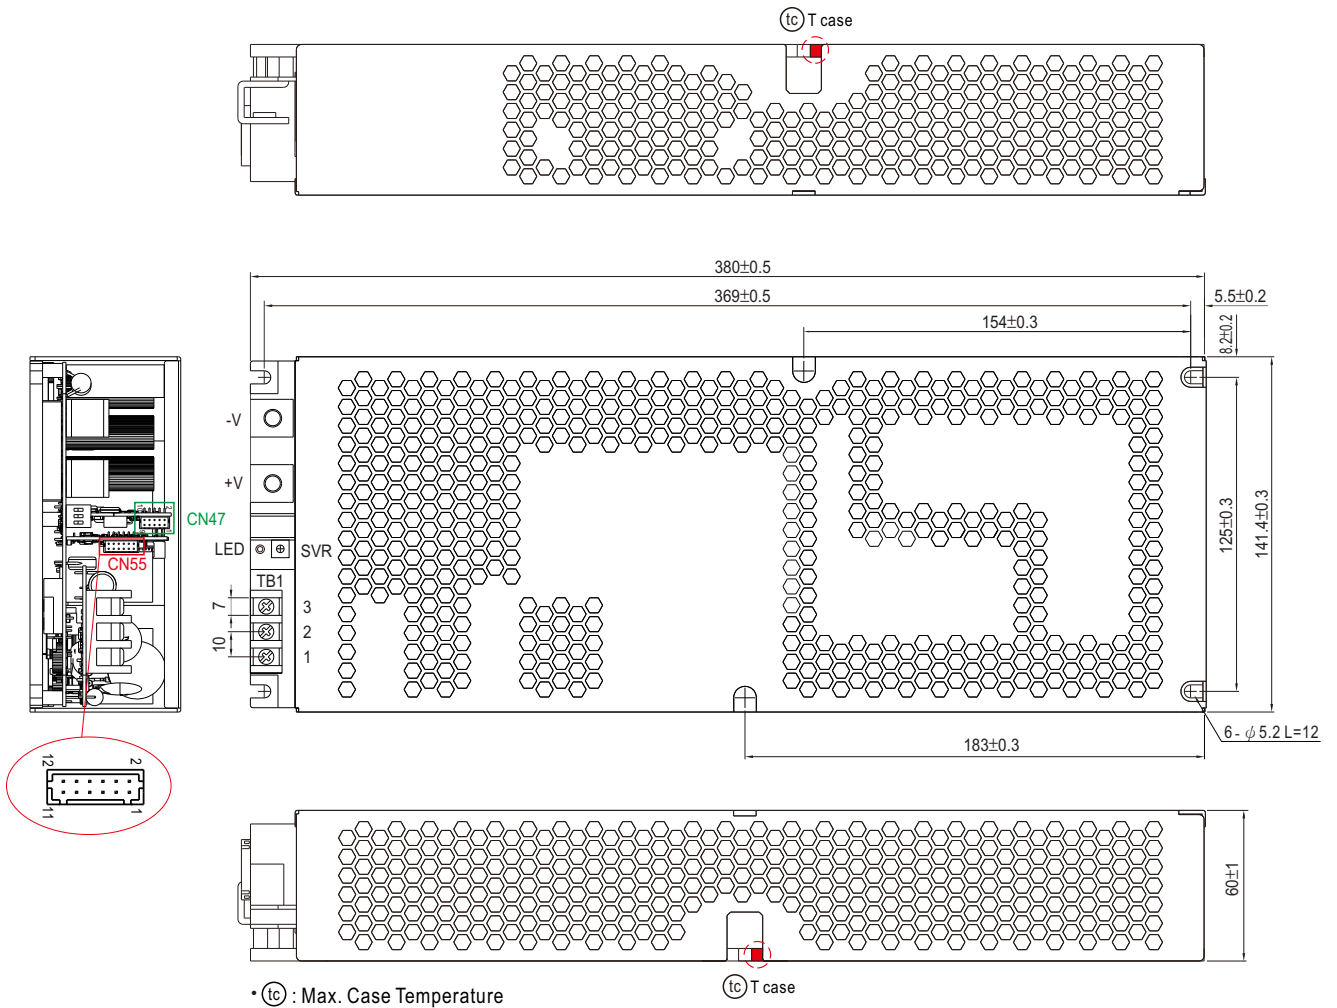 tc T case
380±0.5
369±0.5
5.5±0.2
154±0.3
8.2±0.2
-V
+V
CN47
LED
SVR
CN55
TB1
7
3
2
10
1
125±0.3
141.4±0.3
6 - ϕ 5.2 L=12
183±0.3
12
2
11
1
60±1
tc T case
• tc : Max. Case Temperature